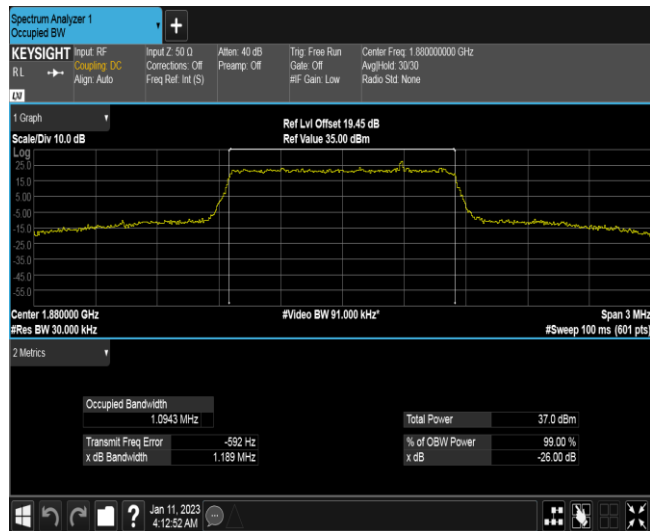 Spectrum Analyzer 1
Occupied BW
+
KEYSIGHT
RL
LXI
Input: RF
Coupling: DC
Align: Auto
Input Z: 50 Ω
Corrections: Off
Freq Ref: Int (S)
Atten: 40 dB
Preamp: Off
Trig: Free Run
Gate: Off
#IF Gain: Low
Center Freq: 1.880000000 GHz
Avg|Hold: 30/30
Radio Std: None
1 Graph
Scale/Div 10.0 dB
Ref Lvl Offset 19.45 dB
Ref Value 35.00 dBm
Log
25.0
15.0
5.00
-5.00
-15.0
-25.0
-35.0
-45.0
-55.0
Center 1.880000 GHz
#Video BW 91.000 kHz*
Span 3 MHz
#Res BW 30.000 kHz
#Sweep 100 ms (601 pts)
2 Metrics
Occupied Bandwidth
1.0943 MHz
Total Power 37.0 dBm
Transmit Freq Error -592 Hz
% of OBW Power 99.00 %
x dB Bandwidth 1.189 MHz
x dB -26.00 dB
?
Jan 11, 2023
4:12:52 AM